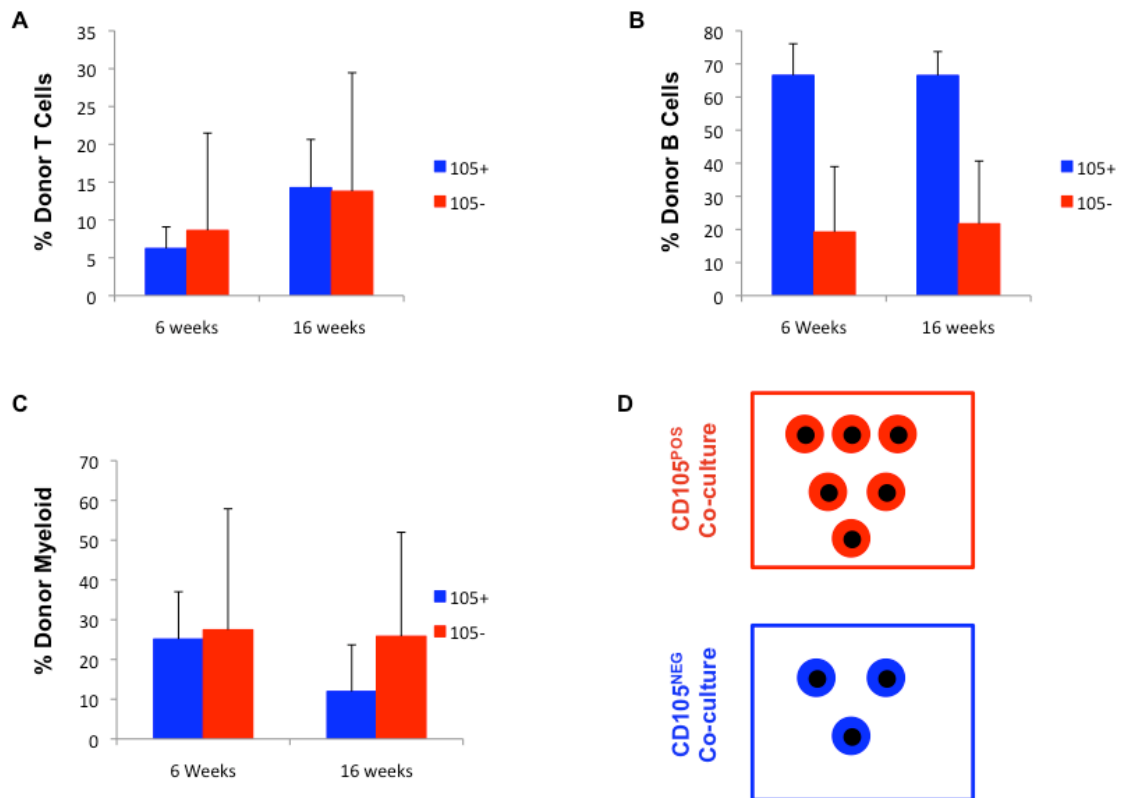 A
% Donor T Cells
35
30
25
20
15
10
5
0
6 weeks
16 weeks
105+
105-
B
% Donor B Cells
80
70
60
50
40
30
20
10
0
6 Weeks
16 weeks
105+
105-
C
% Donor Myeloid
70
60
50
40
30
20
10
0
6 Weeks
16 weeks
105+
105-
D
CD105POS
Co-culture
CD105NEG
Co-culture